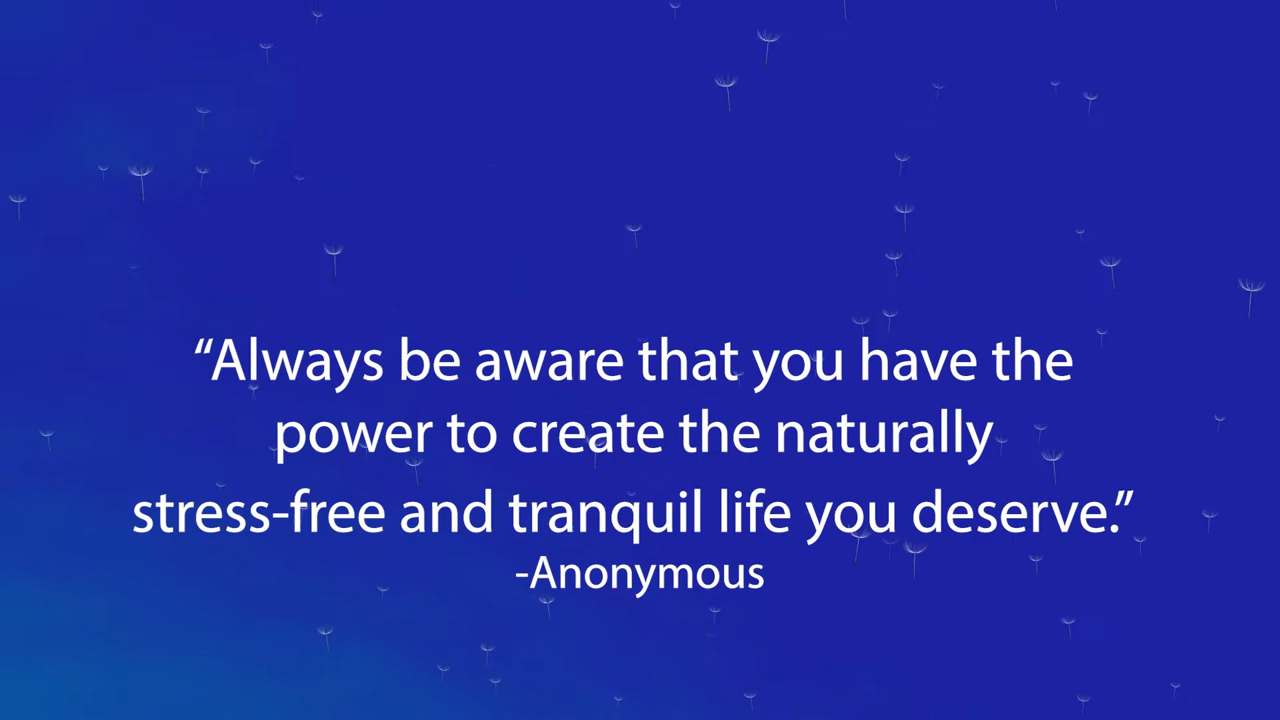 “Always be aware that you have the
power to create the naturally
stress-free and tranquil life you deserve.”
-Anonymous